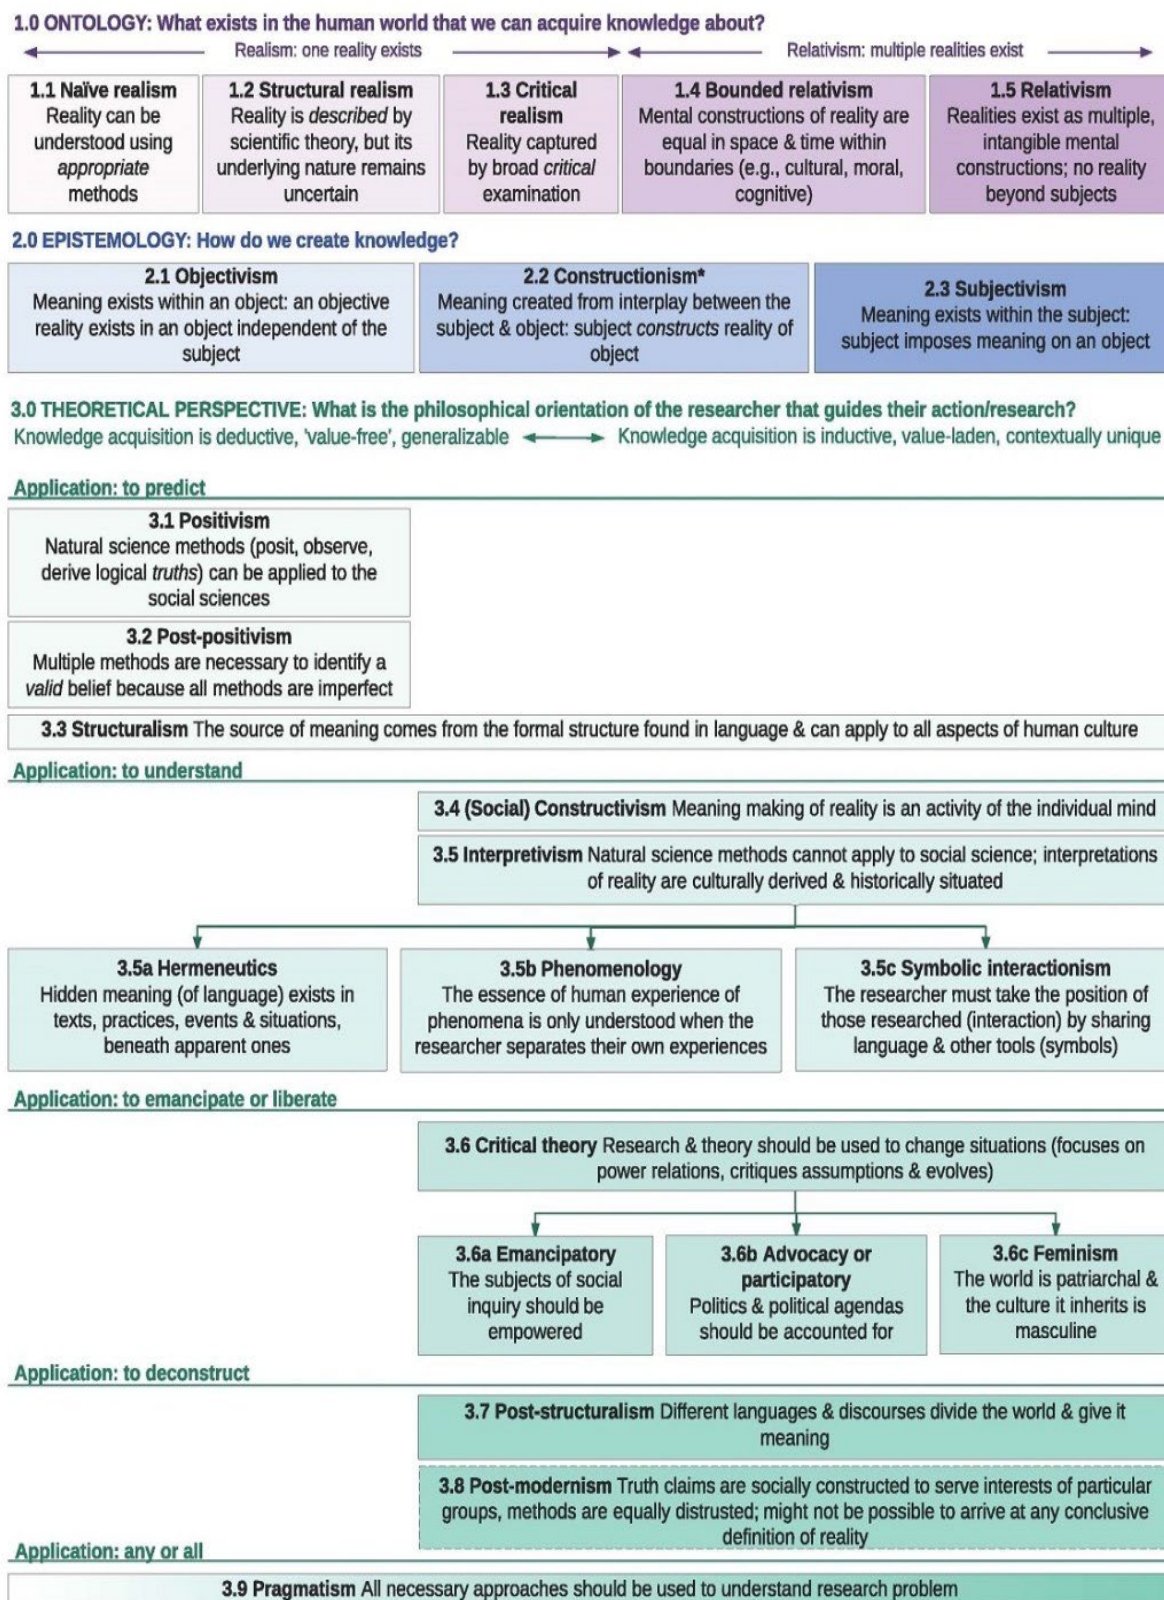 1.0 ONTOLOGY: What exists in the human world that we can acquire knowledge about?
Realism: one reality exists
Relativism: multiple realities exist
1.1 Naïve realism
Reality can be
understood using
appropriate
methods
1.2 Structural realism
Reality is described by
scientific theory, but its
underlying nature remains
uncertain
1.3 Critical
realism
Reality captured
by broad critical
examination
1.4 Bounded relativism
Mental constructions of reality are
equal in space & time within
boundaries (e.g., cultural, moral,
cognitive)
1.5 Relativism
Realities exist as multiple,
intangible mental
constructions; no reality
beyond subjects
2.0 EPISTEMOLOGY: How do we create knowledge?
2.1 Objectivism
Meaning exists within an object: an objective
reality exists in an object independent of the
subject
2.2 Constructionism*
Meaning created from interplay between the
subject & object: subject constructs reality of
object
2.3 Subjectivism
Meaning exists within the subject:
subject imposes meaning on an object
3.0 THEORETICAL PERSPECTIVE: What is the philosophical orientation of the researcher that guides their action/research?
Knowledge acquisition is deductive, 'value-free', generalizable
Knowledge acquisition is inductive, value-laden, contextually unique
Application: to predict
3.1 Positivism
Natural science methods (posit, observe,
derive logical truths) can be applied to the
social sciences
3.2 Post-positivism
Multiple methods are necessary to identify a
valid belief because all methods are imperfect
3.3 Structuralism The source of meaning comes from the formal structure found in language & can apply to all aspects of human culture
Application: to understand
3.4 (Social) Constructivism Meaning making of reality is an activity of the individual mind
3.5 Interpretivism Natural science methods cannot apply to social science; interpretations
of reality are culturally derived & historically situated
3.5a Hermeneutics
Hidden meaning (of language) exists in
texts, practices, events & situations,
beneath apparent ones
3.5b Phenomenology
The essence of human experience of
phenomena is only understood when the
researcher separates their own experiences
3.5c Symbolic interactionism
The researcher must take the position of
those researched (interaction) by sharing
language & other tools (symbols)
Application: to emancipate or liberate
3.6 Critical theory Research & theory should be used to change situations (focuses on
power relations, critiques assumptions & evolves)
3.6a Emancipatory
The subjects of social
inquiry should be
empowered
3.6b Advocacy or
participatory
Politics & political agendas
should be accounted for
3.6c Feminism
The world is patriarchal &
the culture it inherits is
masculine
Application: to deconstruct
3.7 Post-structuralism Different languages & discourses divide the world & give it
meaning
3.8 Post-modernism Truth claims are socially constructed to serve interests of particular
groups, methods are equally distrusted; might not be possible to arrive at any conclusive
definition of reality
Application: any or all
3.9 Pragmatism All necessary approaches should be used to understand research problem